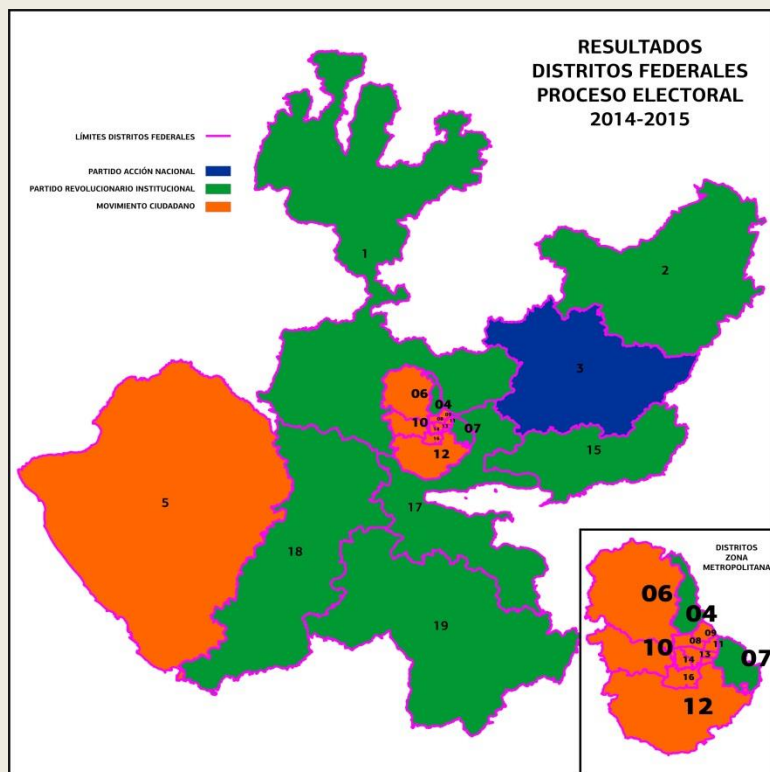 RESULTADOS
DISTRITOS FEDERALES
PROCESO ELECTORAL
2014-2015
LÍMITES DISTRITOS FEDERALES
PARTIDO ACCIÓN NACIONAL
PARTIDO REVOLUCIONARIO INSTITUCIONAL
MOVIMIENTO CIUDADANO
1
2
3
06
04
10
07
12
15
5
17
18
19
DISTRITOS
ZONA
METROPOLITANA
06
04
09
08
11
10
13
14
07
16
12